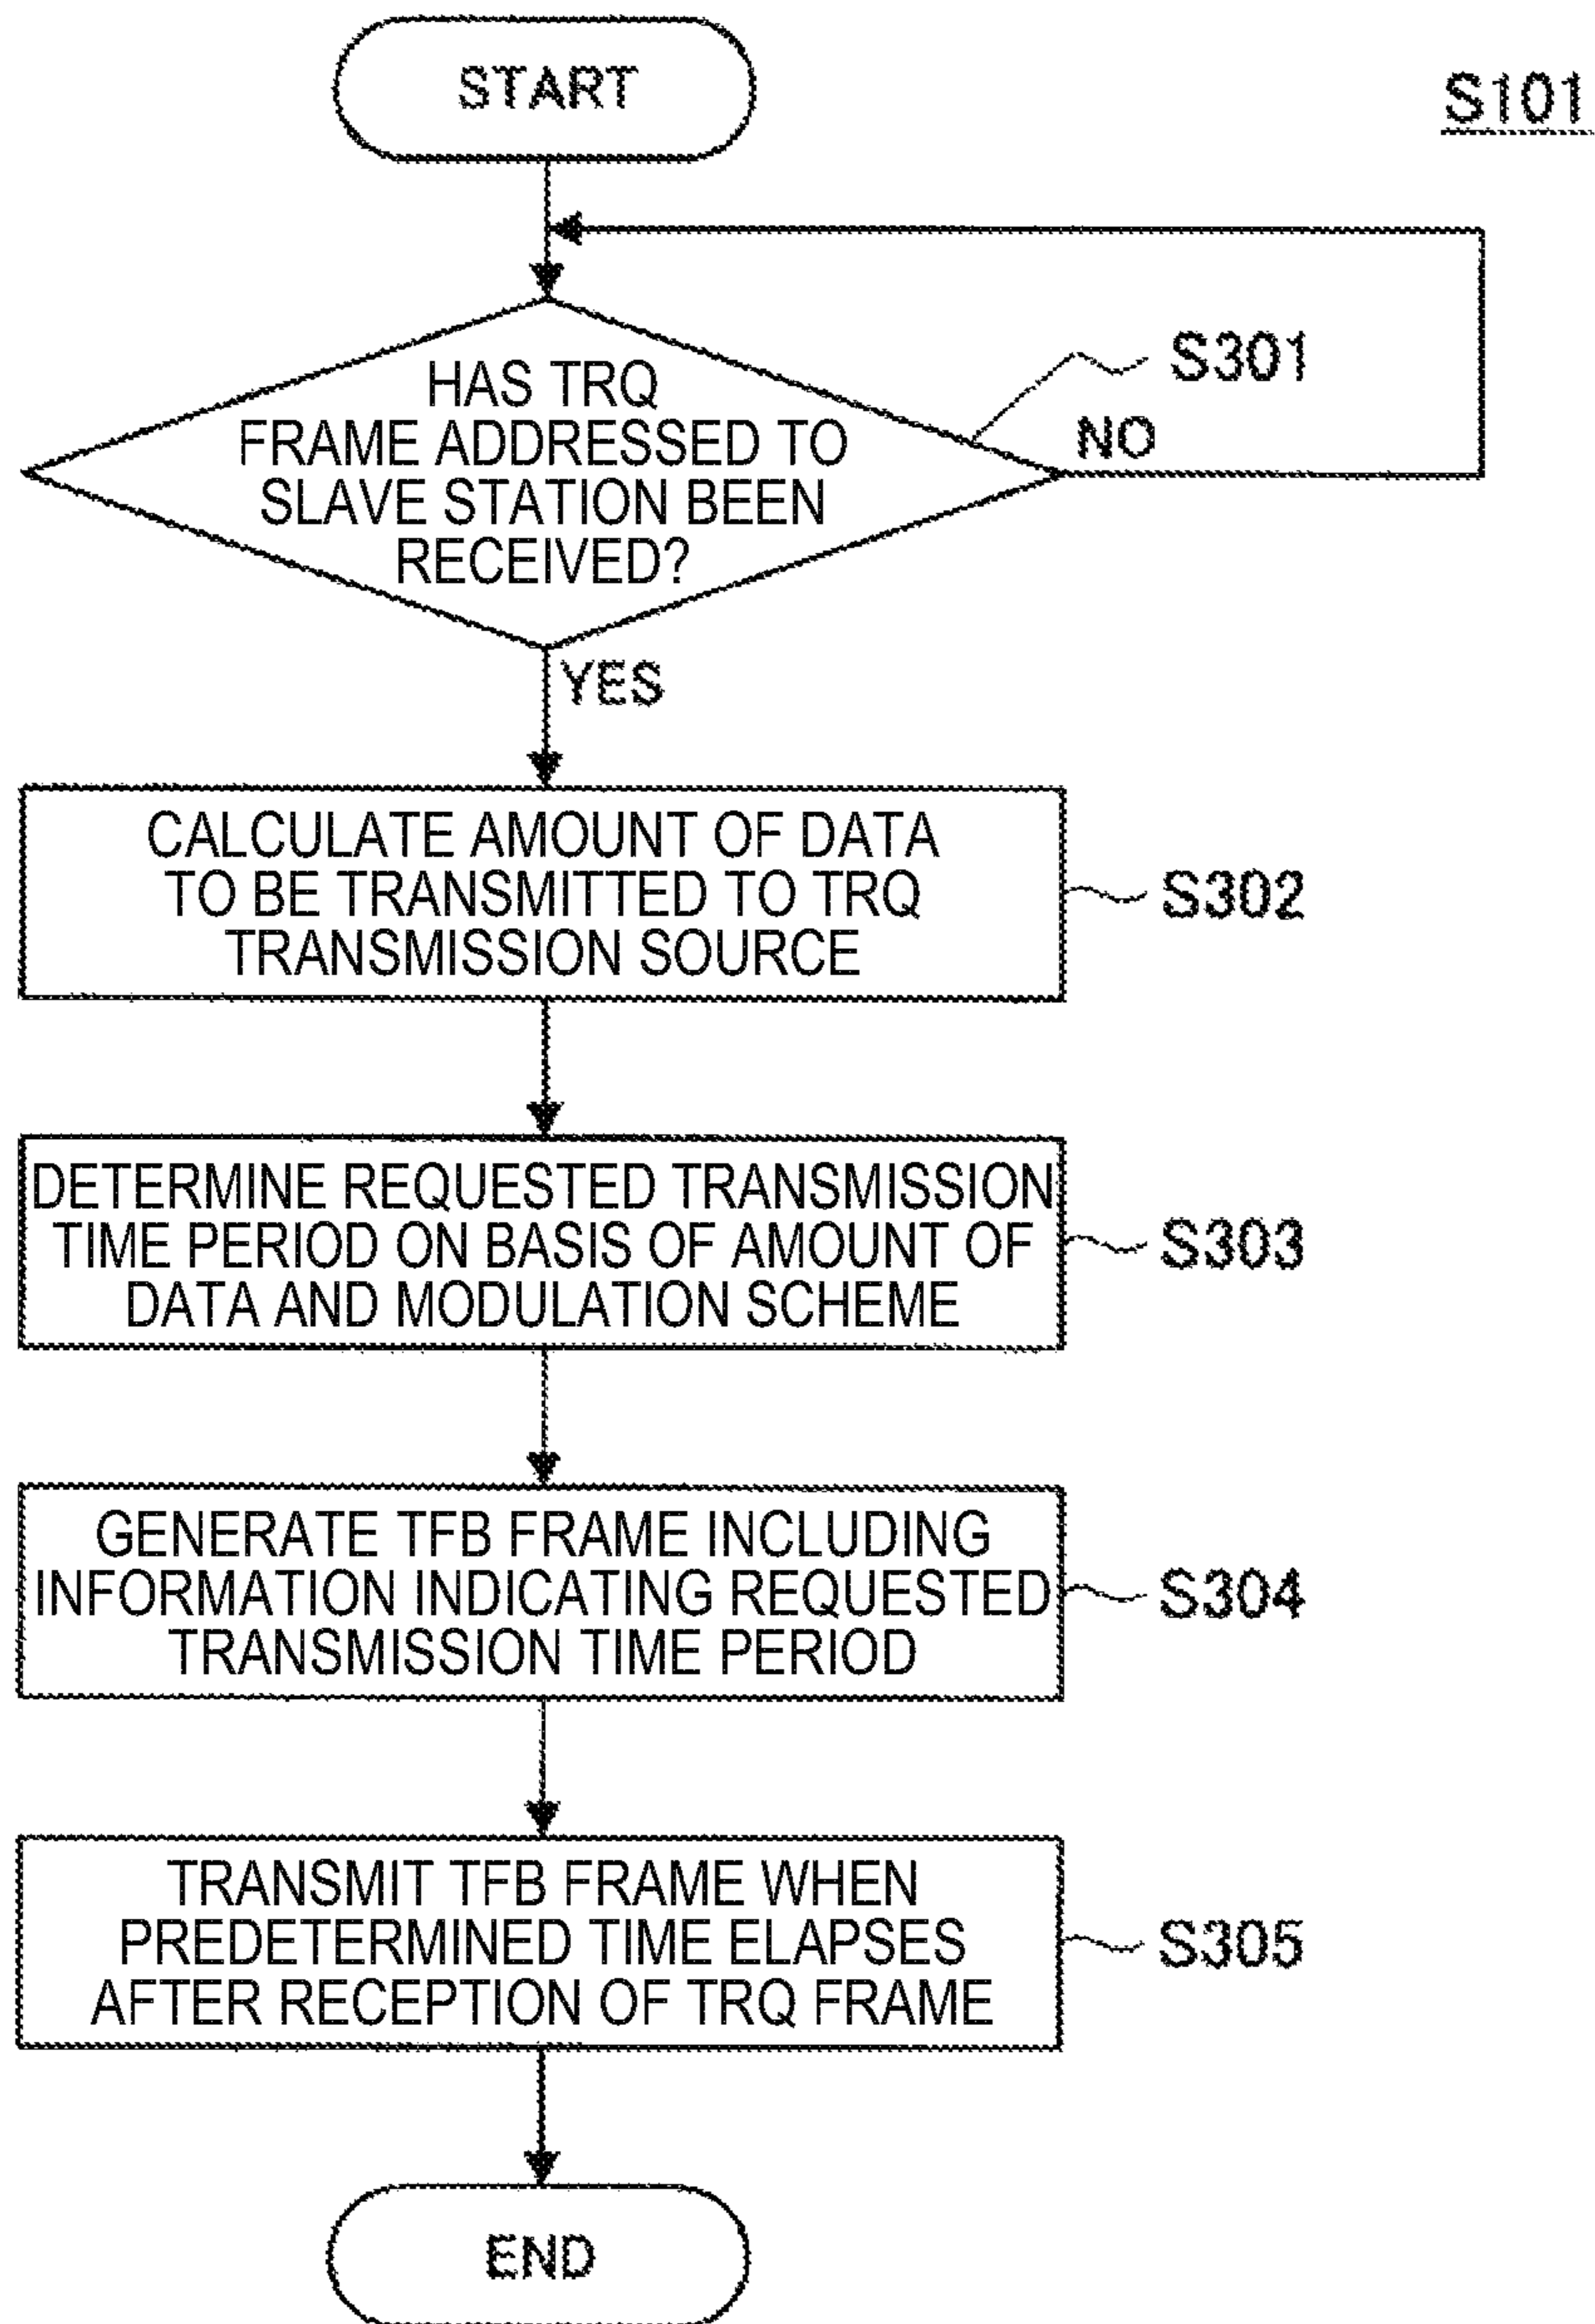 START
S101
HAS TRQ
FRAME ADDRESSED TO
SLAVE STATION BEEN
RECEIVED?
S301
NO
YES
CALCULATE AMOUNT OF DATA
TO BE TRANSMITTED TO TRQ
TRANSMISSION SOURCE
S302
DETERMINE REQUESTED TRANSMISSION
TIME PERIOD ON BASIS OF AMOUNT OF
DATA AND MODULATION SCHEME
S303
GENERATE TFB FRAME INCLUDING
INFORMATION INDICATING REQUESTED
TRANSMISSION TIME PERIOD
S304
TRANSMIT TFB FRAME WHEN
PREDETERMINED TIME ELAPSES
AFTER RECEPTION OF TRQ FRAME
S305
END